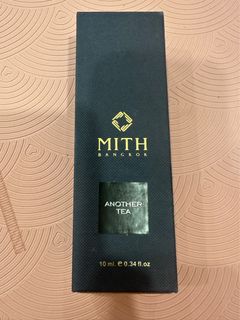 MITH
BANGKOK
ANOTHER
TEA
10 ml. ℮ 0.34 fl.oz